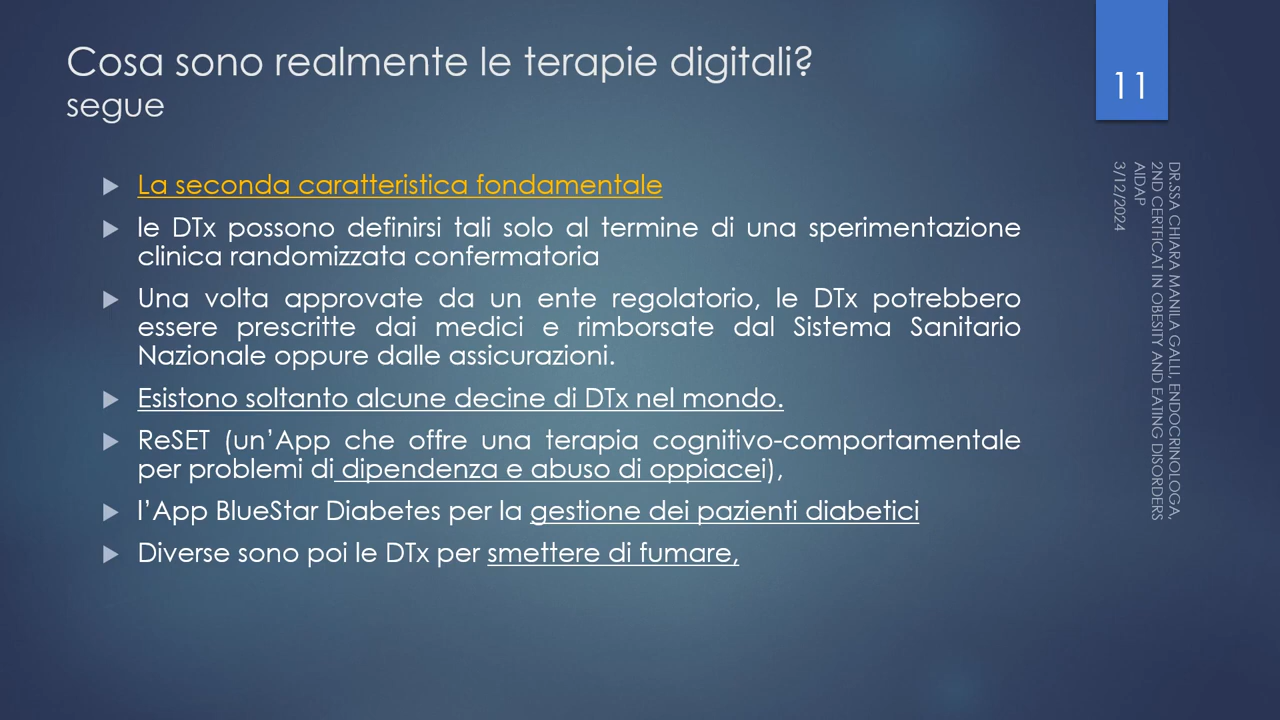 Cosa sono realmente le terapie digitali?
segue
11
La seconda caratteristica fondamentale
le DTx possono definirsi tali solo al termine di una sperimentazione
clinica randomizzata confermatoria
Una volta approvate da un ente regolatorio, le DTx potrebbero
essere prescritte dai medici e rimborsate dal Sistema Sanitario
Nazionale oppure dalle assicurazioni.
Esistono soltanto alcune decine di DTx nel mondo.
ReSET (un'App che offre una terapia cognitivo-comportamentale
per problemi di dipendenza e abuso di oppiacei),
l'App BlueStar Diabetes per la gestione dei pazienti diabetici
Diverse sono poi le DTx per smettere di fumare,
DR.SSA CHIARA MANILA GALLI, ENDOCRINOLOGA,
2ND CERTFICAT IN OBESITY AND EATING DISORDERS
AIDAP
3/12/2024